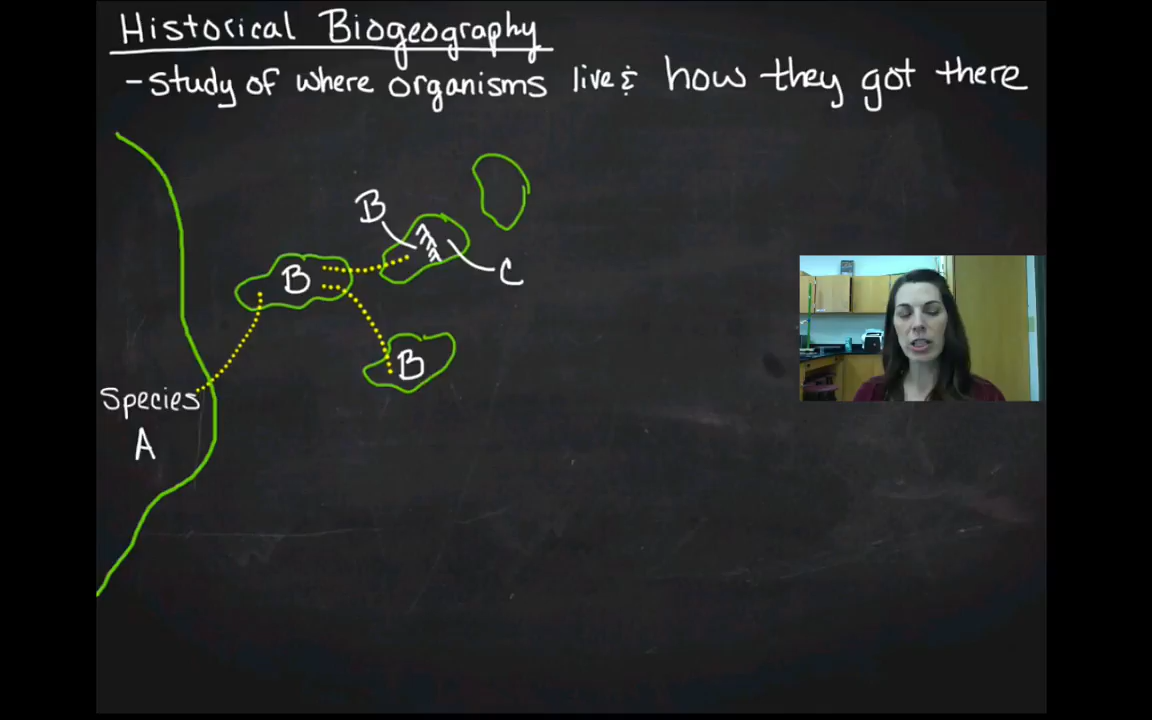 Historical Biogeography
- Study of where organisms live & how they got there
B
B
C
B
Species
A